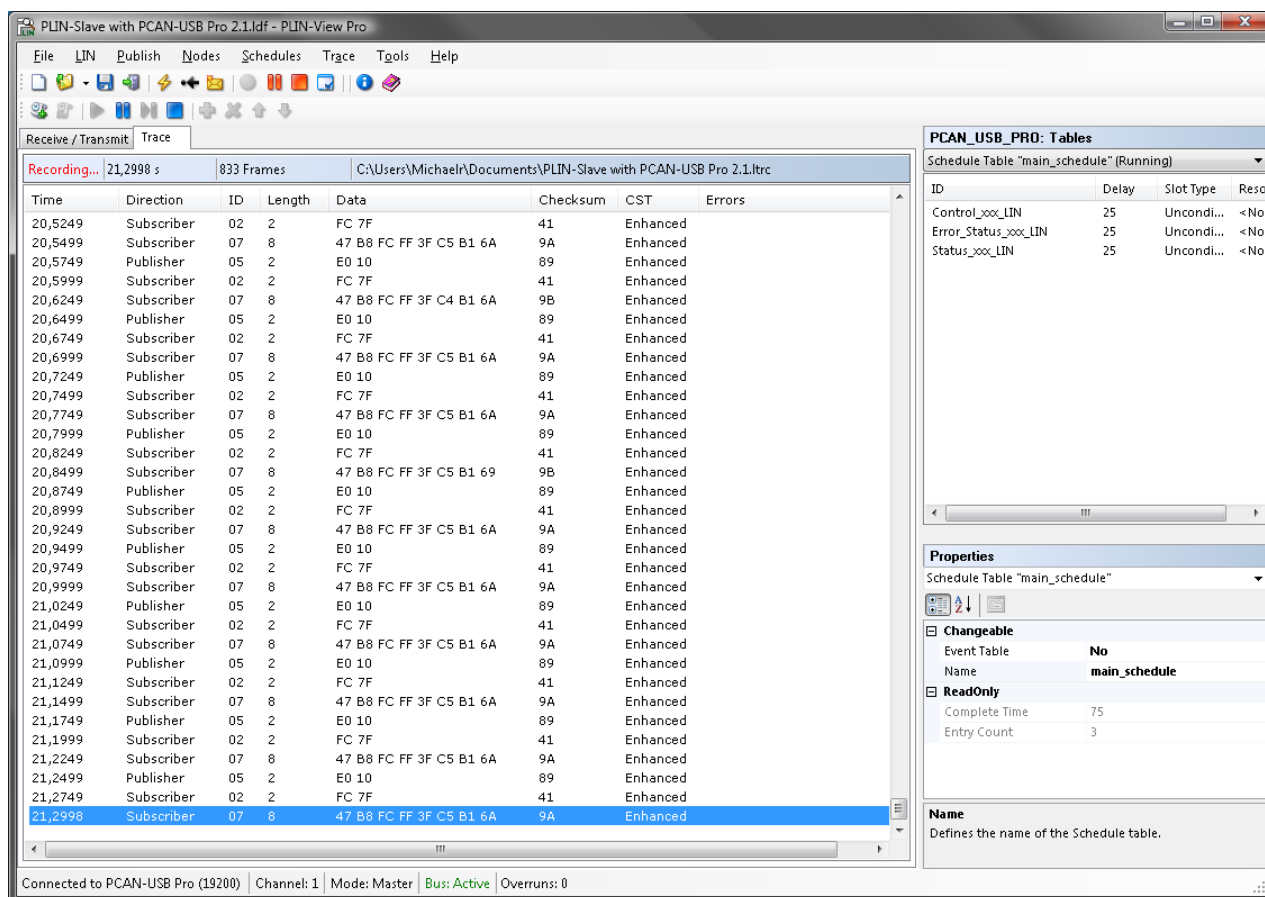 PLIN-Slave with PCAN-USB Pro 2.1.ldf - PLIN-View Pro
File LIN Publish Nodes Schedules Trace Tools Help
Receive / Transmit Trace
Recording... 21,2998 s 833 Frames C:\Users\Michaelr\Documents\PLIN-Slave with PCAN-USB Pro 2.1.ltrc
Time Direction ID Length Data Checksum CST Errors
20,5249 Subscriber 02 2 FC 7F 41 Enhanced
20,5499 Subscriber 07 8 47 B8 FC FF 3F C5 B1 6A 9A Enhanced
20,5749 Publisher 05 2 E0 10 89 Enhanced
20,5999 Subscriber 02 2 FC 7F 41 Enhanced
20,6249 Subscriber 07 8 47 B8 FC FF 3F C4 B1 6A 9B Enhanced
20,6499 Publisher 05 2 E0 10 89 Enhanced
20,6749 Subscriber 02 2 FC 7F 41 Enhanced
20,6999 Subscriber 07 8 47 B8 FC FF 3F C5 B1 6A 9A Enhanced
20,7249 Publisher 05 2 E0 10 89 Enhanced
20,7499 Subscriber 02 2 FC 7F 41 Enhanced
20,7749 Subscriber 07 8 47 B8 FC FF 3F C5 B1 6A 9A Enhanced
20,7999 Publisher 05 2 E0 10 89 Enhanced
20,8249 Subscriber 02 2 FC 7F 41 Enhanced
20,8499 Subscriber 07 8 47 B8 FC FF 3F C5 B1 69 9B Enhanced
20,8749 Publisher 05 2 E0 10 89 Enhanced
20,8999 Subscriber 02 2 FC 7F 41 Enhanced
20,9249 Subscriber 07 8 47 B8 FC FF 3F C5 B1 6A 9A Enhanced
20,9499 Publisher 05 2 E0 10 89 Enhanced
20,9749 Subscriber 02 2 FC 7F 41 Enhanced
20,9999 Subscriber 07 8 47 B8 FC FF 3F C5 B1 6A 9A Enhanced
21,0249 Publisher 05 2 E0 10 89 Enhanced
21,0499 Subscriber 02 2 FC 7F 41 Enhanced
21,0749 Subscriber 07 8 47 B8 FC FF 3F C5 B1 6A 9A Enhanced
21,0999 Publisher 05 2 E0 10 89 Enhanced
21,1249 Subscriber 02 2 FC 7F 41 Enhanced
21,1499 Subscriber 07 8 47 B8 FC FF 3F C5 B1 6A 9A Enhanced
21,1749 Publisher 05 2 E0 10 89 Enhanced
21,1999 Subscriber 02 2 FC 7F 41 Enhanced
21,2249 Subscriber 07 8 47 B8 FC FF 3F C5 B1 6A 9A Enhanced
21,2499 Publisher 05 2 E0 10 89 Enhanced
21,2749 Subscriber 02 2 FC 7F 41 Enhanced
21,2998 Subscriber 07 8 47 B8 FC FF 3F C5 B1 6A 9A Enhanced
PCAN_USB_PRO: Tables
Schedule Table "main_schedule" (Running)
ID Delay Slot Type Reso
Control_xxx_LIN 25 Uncondi... <No
Error_Status_xxx_LIN 25 Uncondi... <No
Status_xxx_LIN 25 Uncondi... <No
Properties
Schedule Table "main_schedule"
Changeable
Event Table No
Name main_schedule
ReadOnly
Complete Time 75
Entry Count 3
Name
Defines the name of the Schedule table.
Connected to PCAN-USB Pro (19200) Channel: 1 Mode: Master Bus: Active Overruns: 0